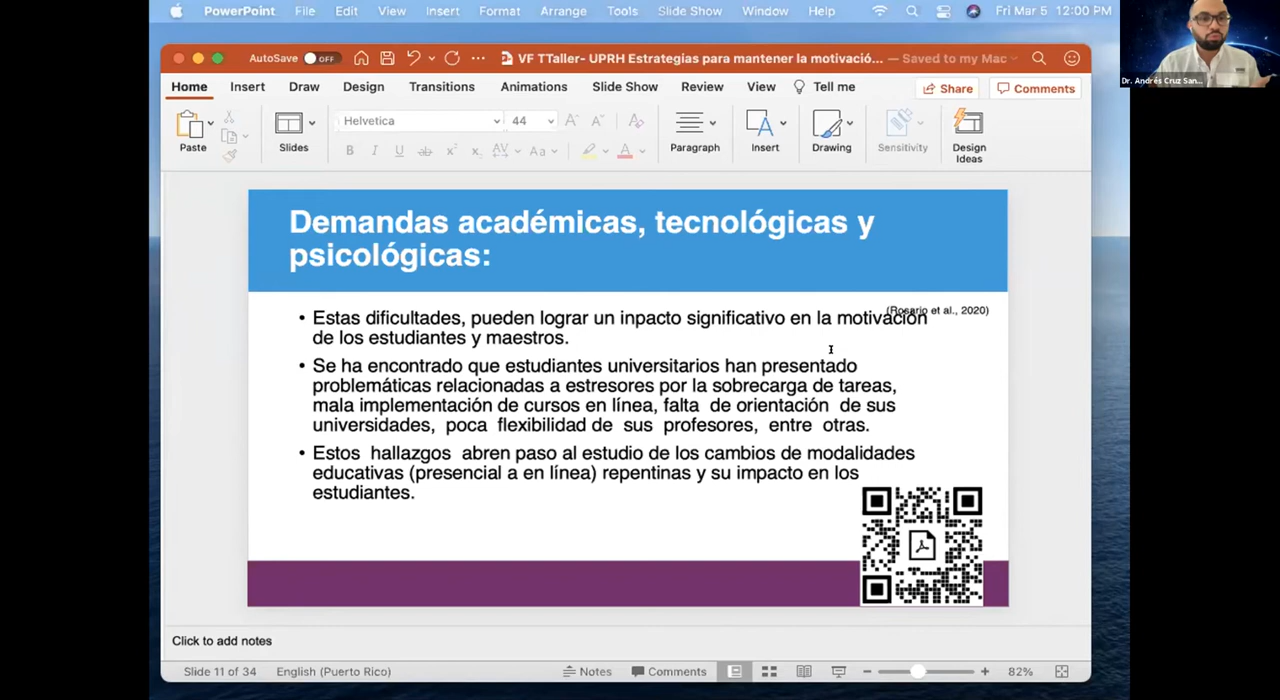 PowerPoint File Edit View Insert Format Arrange Tools Slide Show Window Help Fri Mar 5 12:00 PM
AutoSave OFF VF TTaller- UPRH Estrategias para mantener la motivació... — Saved to my Mac
Home Insert Draw Design Transitions Animations Slide Show Review View Tell me Share Comments
Helvetica 44
Paste Slides Paragraph Insert Drawing Sensitivity Design Ideas
Dr. Andrés Cruz San...
Demandas académicas, tecnológicas y
psicológicas:
(Rosario et al., 2020)
• Estas dificultades, pueden lograr un inpacto significativo en la motivación
de los estudiantes y maestros.
• Se ha encontrado que estudiantes universitarios han presentado
problemáticas relacionadas a estresores por la sobrecarga de tareas,
mala implementación de cursos en línea, falta de orientación de sus
universidades, poca flexibilidad de sus profesores, entre otras.
• Estos hallazgos abren paso al estudio de los cambios de modalidades
educativas (presencial a en línea) repentinas y su impacto en los
estudiantes.
Click to add notes
Slide 11 of 34 English (Puerto Rico) Notes Comments 82%